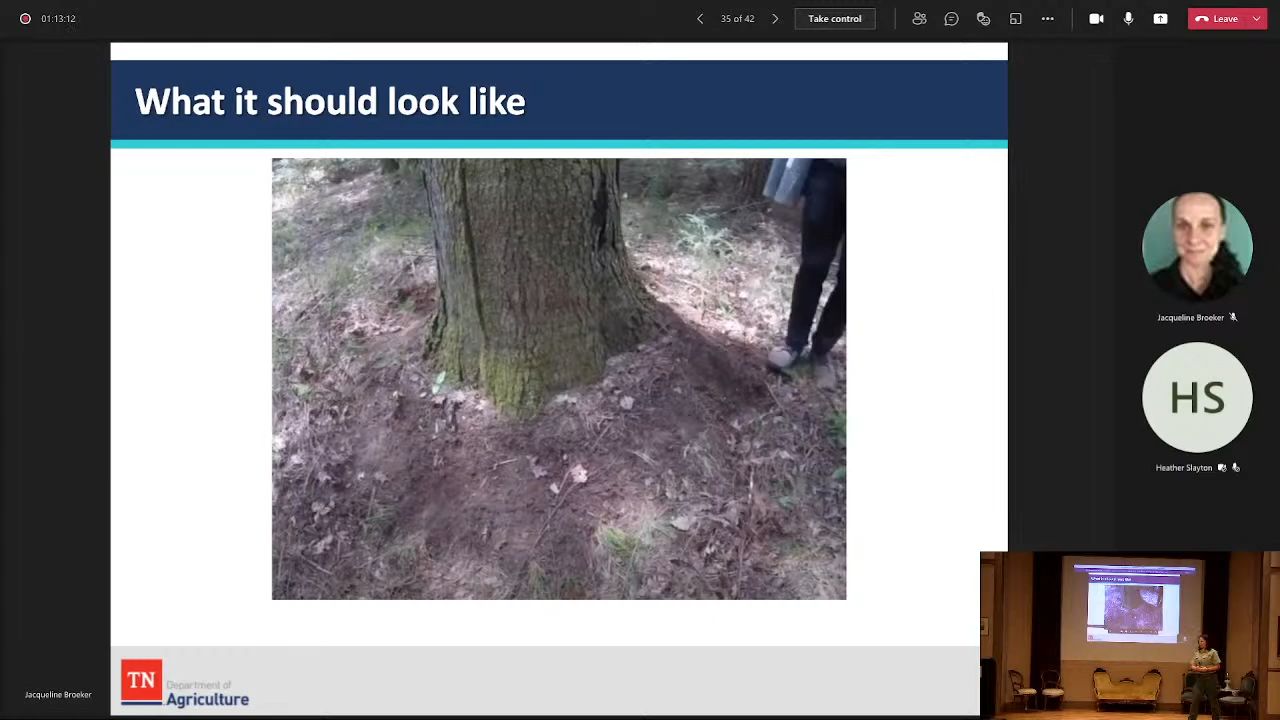 01:13:12
35 of 42
Take control
Leave
What it should look like
Jacqueline Broeker
HS
Heather Slayton
TN
Department of
Agriculture
Jacqueline Broeker